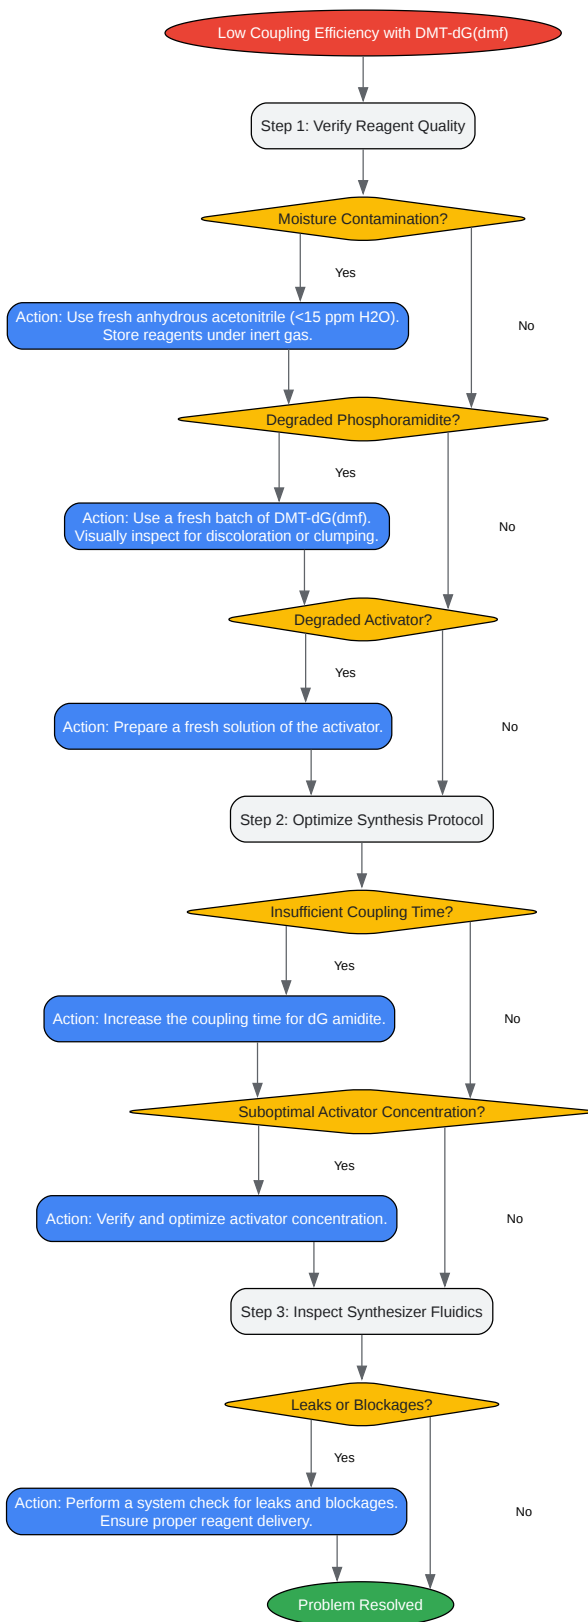 Low Coupling Efficiency with DMT-dG(dmf)
Step 1: Verify Reagent Quality
Moisture Contamination?
Yes
No
Action: Use fresh anhydrous acetonitrile (<15 ppm H2O).
Store reagents under inert gas.
Degraded Phosphoramidite?
Yes
No
Action: Use a fresh batch of DMT-dG(dmf).
Visually inspect for discoloration or clumping.
Degraded Activator?
Yes
No
Action: Prepare a fresh solution of the activator.
Step 2: Optimize Synthesis Protocol
Insufficient Coupling Time?
Yes
No
Action: Increase the coupling time for dG amidite.
Suboptimal Activator Concentration?
Yes
No
Action: Verify and optimize activator concentration.
Step 3: Inspect Synthesizer Fluidics
Leaks or Blockages?
Yes
No
Action: Perform a system check for leaks and blockages.
Ensure proper reagent delivery.
Problem Resolved